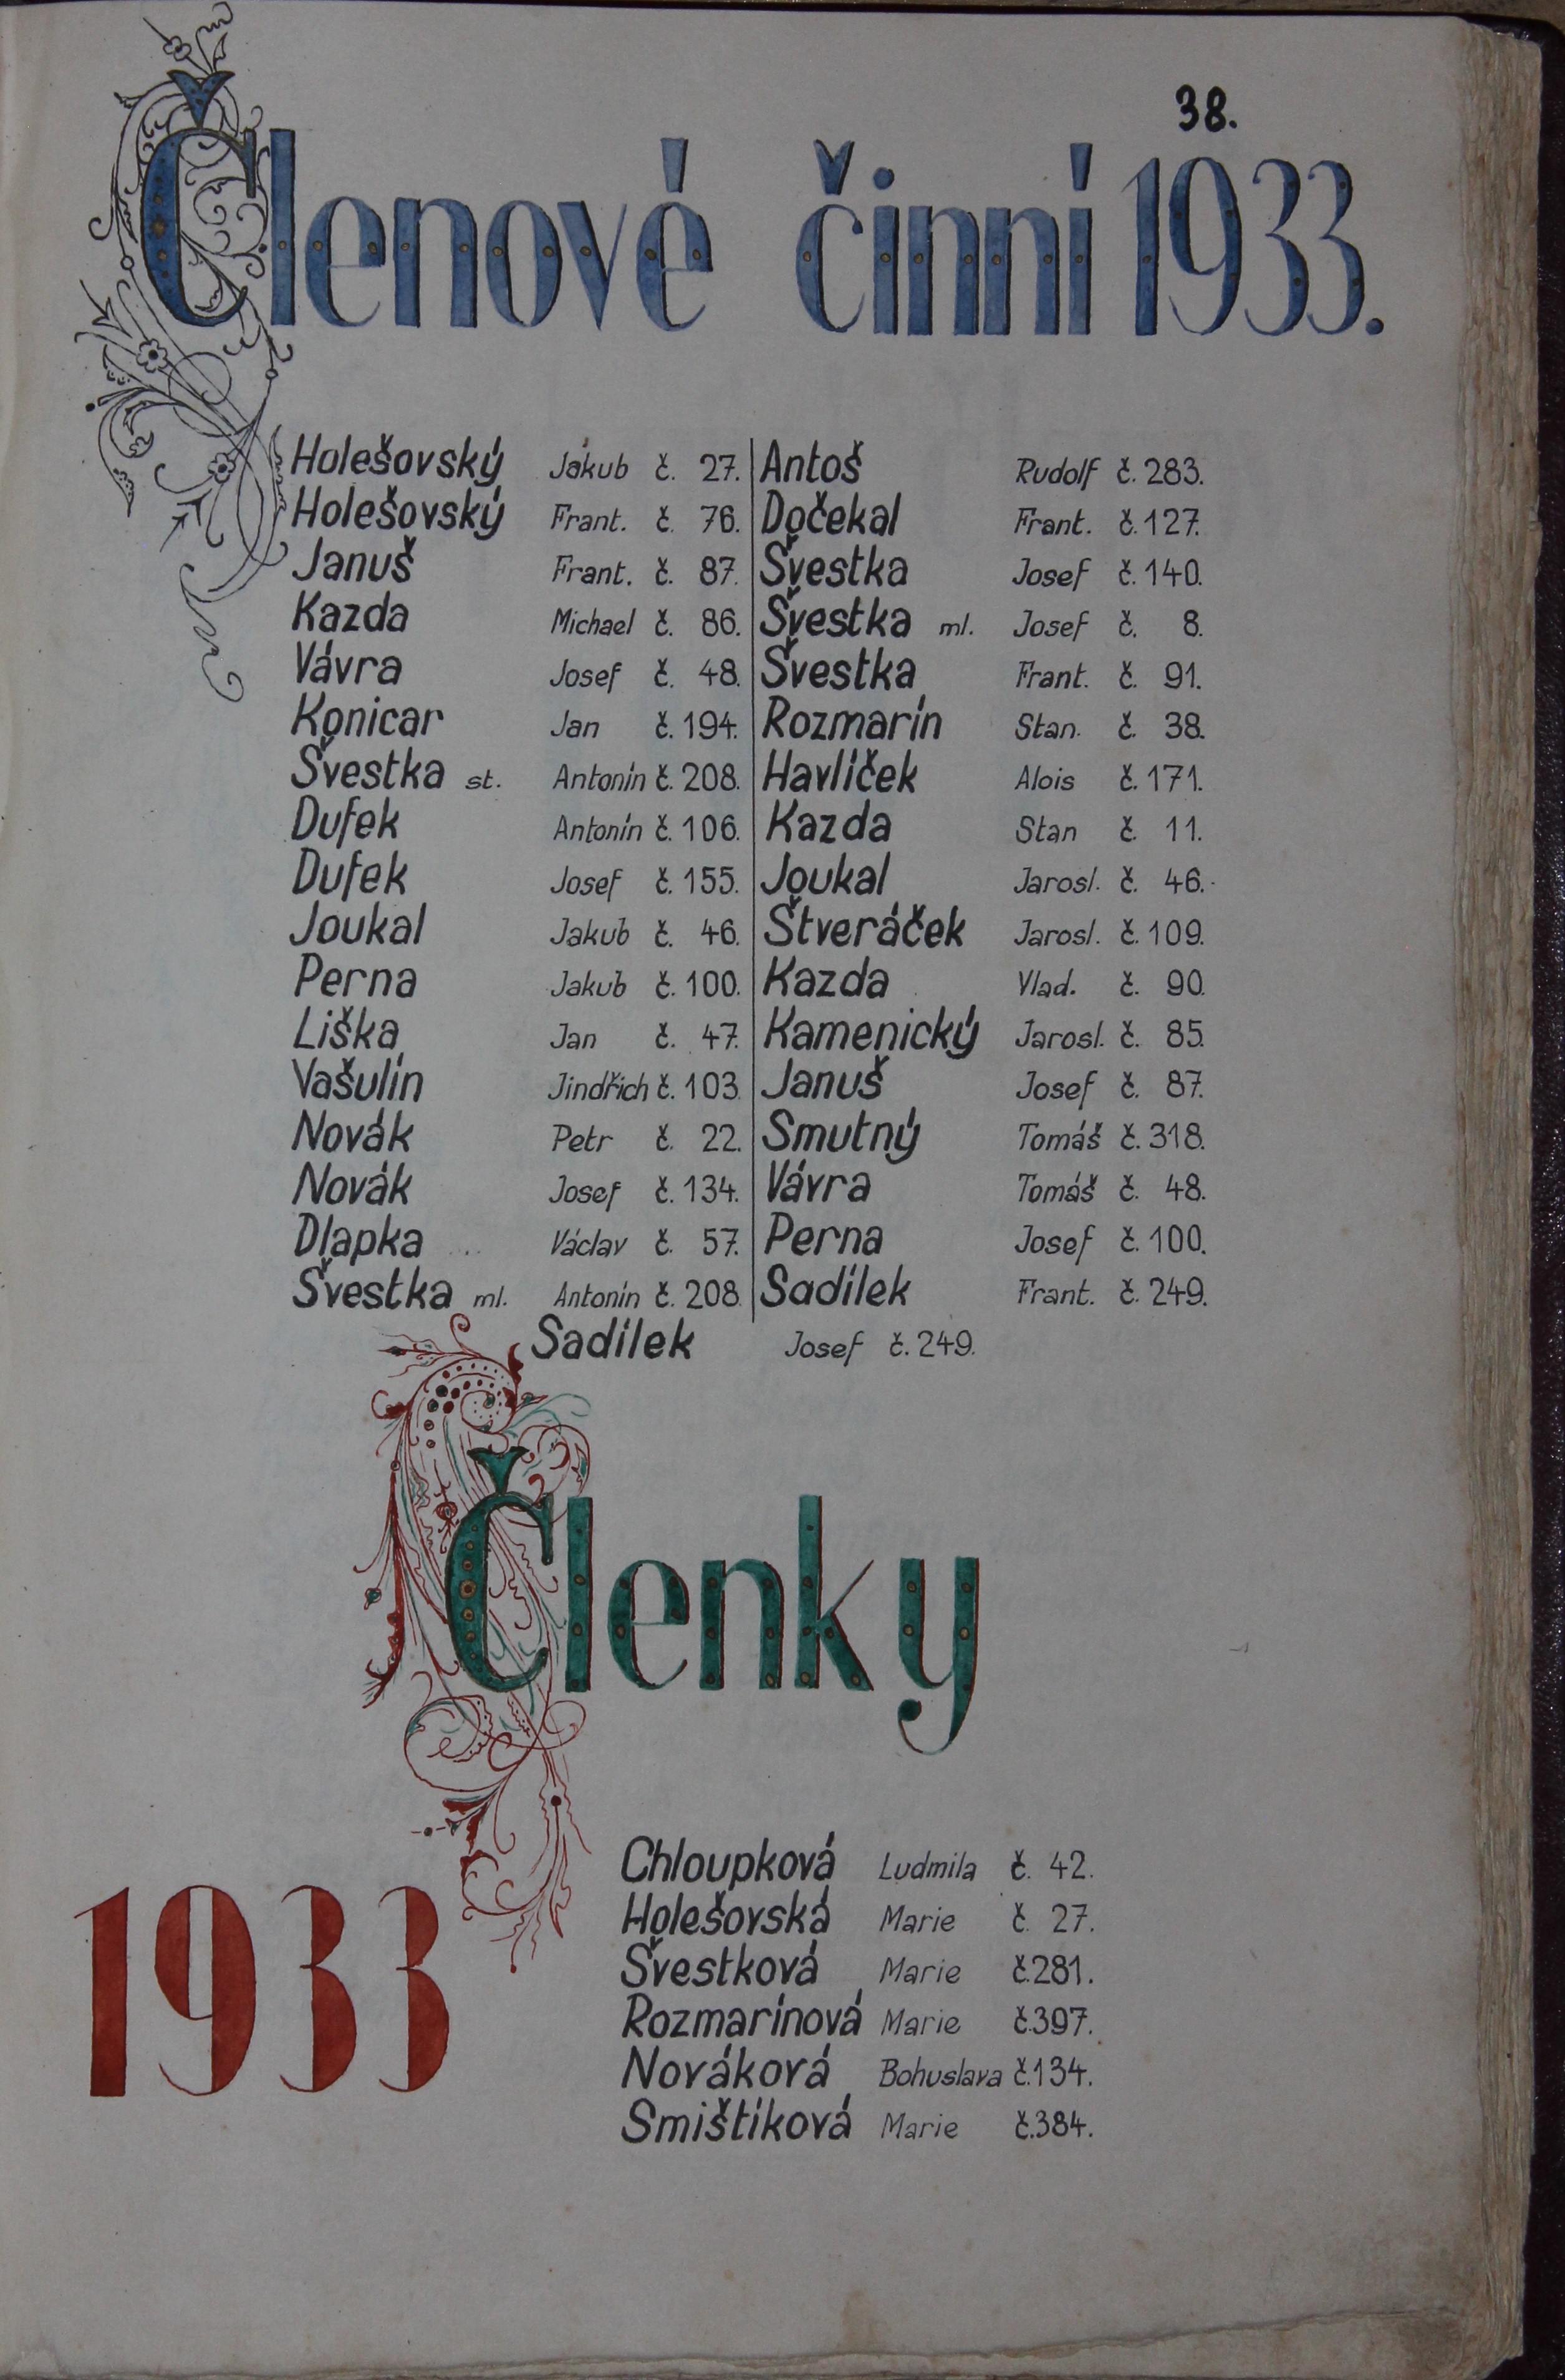 38.
Členové činní 1933.
Holešovský Jakub č. 27.
Holešovský Frant. č. 76.
Januš Frant. č. 87.
Kazda Michael č. 86.
Vávra Josef č. 48.
Konicar Jan č. 194.
Švestka st. Antonín č. 208.
Dufek Antonín č. 106.
Dufek Josef č. 155.
Joukal Jakub č. 46.
Perna Jakub č. 100.
Liška Jan č. 47.
Vašulín Jindřich č. 103.
Novák Petr č. 22.
Novák Josef č. 134.
Dlapka Václav č. 57.
Švestka ml. Antonín č. 208.
Antoš Rudolf č. 283.
Dočekal Frant. č. 127.
Švestka Josef č. 140.
Švestka ml. Josef č. 8.
Švestka Frant. č. 91.
Rozmarín Stan. č. 38.
Havlíček Alois č. 171.
Kazda Stan č. 11.
Joukal Jarosl. č. 46.
Štveráček Jarosl. č. 109.
Kazda Vlad. č. 90.
Kamenický Jarosl. č. 85.
Januš Josef č. 87.
Smutný Tomáš č. 318.
Vávra Tomáš č. 48.
Perna Josef č. 100.
Sadílek Frant. č. 249.
Sadílek Josef č. 249.
Členky
1933
Chloupková Ludmila č. 42.
Holešovská Marie č. 27.
Švestková Marie č.281.
Rozmarínová Marie č.397.
Nováková Bohuslava č.134.
Smištíková Marie č.384.